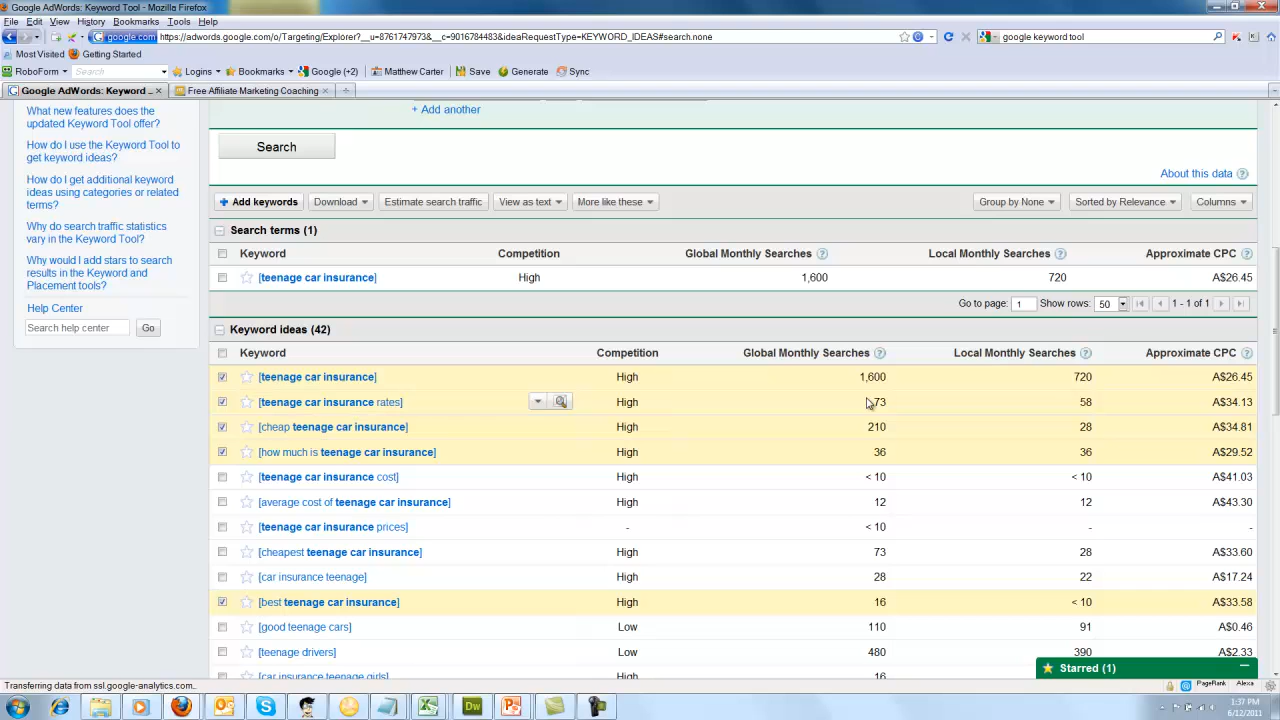 Google AdWords: Keyword Tool - Mozilla Firefox
File Edit View History Bookmarks Tools Help
google.com https://adwords.google.com/o/Targeting/Explorer?__u=8761747973&__c=9016784483&ideaRequestType=KEYWORD_IDEAS#search.none google keyword tool
Most Visited Getting Started
RoboForm Search Logins Bookmarks Google (+2) Matthew Carter Save Generate Sync
Google AdWords: Keyword ... Free Affiliate Marketing Coaching
What new features does the updated Keyword Tool offer?
How do I use the Keyword Tool to get keyword ideas?
How do I get additional keyword ideas using categories or related terms?
Why do search traffic statistics vary in the Keyword Tool?
Why would I add stars to search results in the Keyword and Placement tools?
Help Center
Search help center Go
+ Add another
Search
About this data
Add keywords Download Estimate search traffic View as text More like these Group by None Sorted by Relevance Columns
Search terms (1)
Keyword Competition Global Monthly Searches Local Monthly Searches Approximate CPC
[teenage car insurance] High 1,600 720 A$26.45
Go to page: 1 Show rows: 50 1 - 1 of 1
Keyword ideas (42)
Keyword Competition Global Monthly Searches Local Monthly Searches Approximate CPC
[teenage car insurance] High 1,600 720 A$26.45
[teenage car insurance rates] High 73 58 A$34.13
[cheap teenage car insurance] High 210 28 A$34.81
[how much is teenage car insurance] High 36 36 A$29.52
[teenage car insurance cost] High < 10 < 10 A$41.03
[average cost of teenage car insurance] High 12 12 A$43.30
[teenage car insurance prices] - < 10 - -
[cheapest teenage car insurance] High 73 28 A$33.60
[car insurance teenage] High 28 22 A$17.24
[best teenage car insurance] High 16 < 10 A$33.58
[good teenage cars] Low 110 91 A$0.46
[teenage drivers] Low 480 390 A$2.33
[car insurance teenage girls] 16
Starred (1)
Transferring data from ssl.google-analytics.com... PageRank Alexa
1:37 PM
6/12/2011